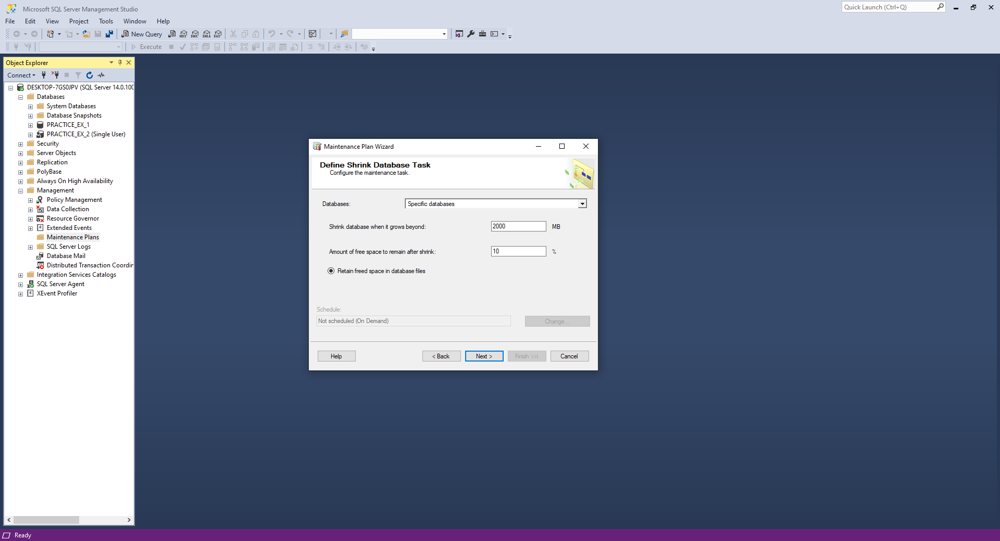 Microsoft SQL Server Management Studio
Quick Launch (Ctrl+Q)
File Edit View Project Tools Window Help
New Query MDX DMX XMLA DAX
Execute
Object Explorer
Connect
DESKTOP-7GS0JPV (SQL Server 14.0.100
Databases
System Databases
Database Snapshots
PRACTICE_EX_1
PRACTICE_EX_2 (Single User)
Security
Server Objects
Replication
PolyBase
Always On High Availability
Management
Policy Management
Data Collection
Resource Governor
Extended Events
Maintenance Plans
SQL Server Logs
Database Mail
Distributed Transaction Coordin
Integration Services Catalogs
SQL Server Agent
XEvent Profiler
Maintenance Plan Wizard
Define Shrink Database Task
Configure the maintenance task.
Databases: Specific databases
Shrink database when it grows beyond: 2000 MB
Amount of free space to remain after shrink: 10 %
Retain freed space in database files
Schedule:
Not scheduled (On Demand) Change...
Help < Back Next > Finish >>| Cancel
Ready